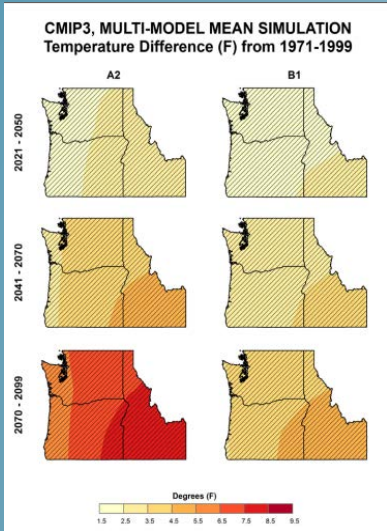 CMIP3, MULTI-MODEL MEAN SIMULATION
Temperature Difference (F) from 1971-1999
A2 B1
2021 - 2050
2041 - 2070
2070 - 2099
Degrees (F)
1.5 2.5 3.5 4.5 5.5 6.5 7.5 8.5 9.5